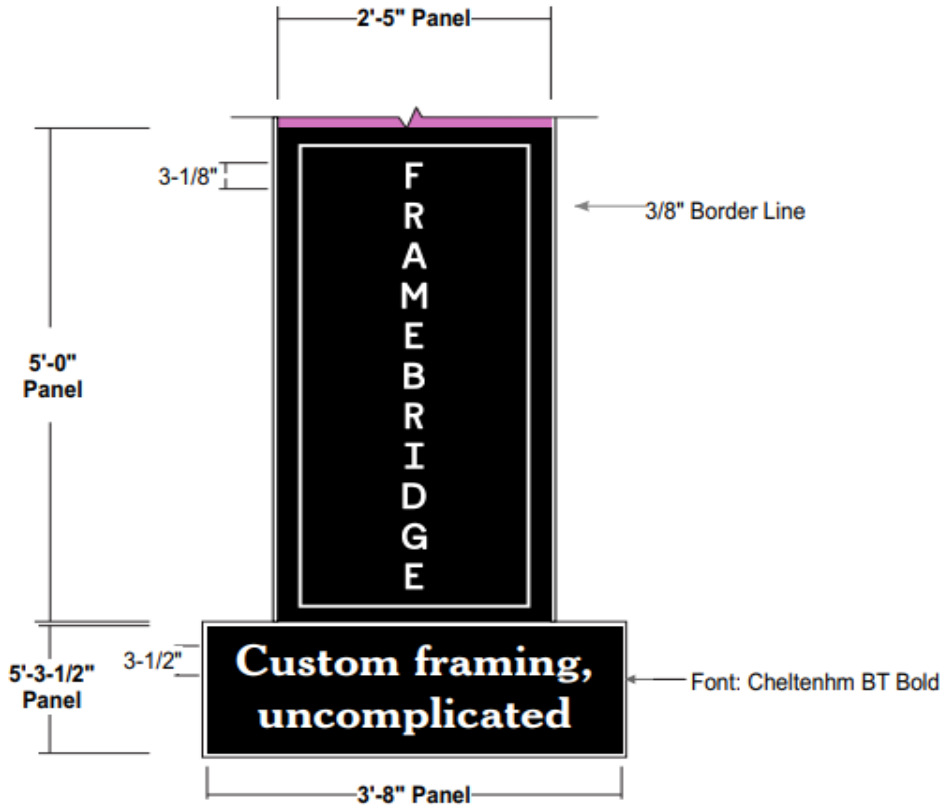 2'-5" Panel
3-1/8"
F
R
A
M
E
B
R
I
D
G
E
3/8" Border Line
5'-0"
Panel
5'-3-1/2"
Panel
3-1/2"
Custom framing,
uncomplicated
Font: Cheltenhm BT Bold
3'-8" Panel